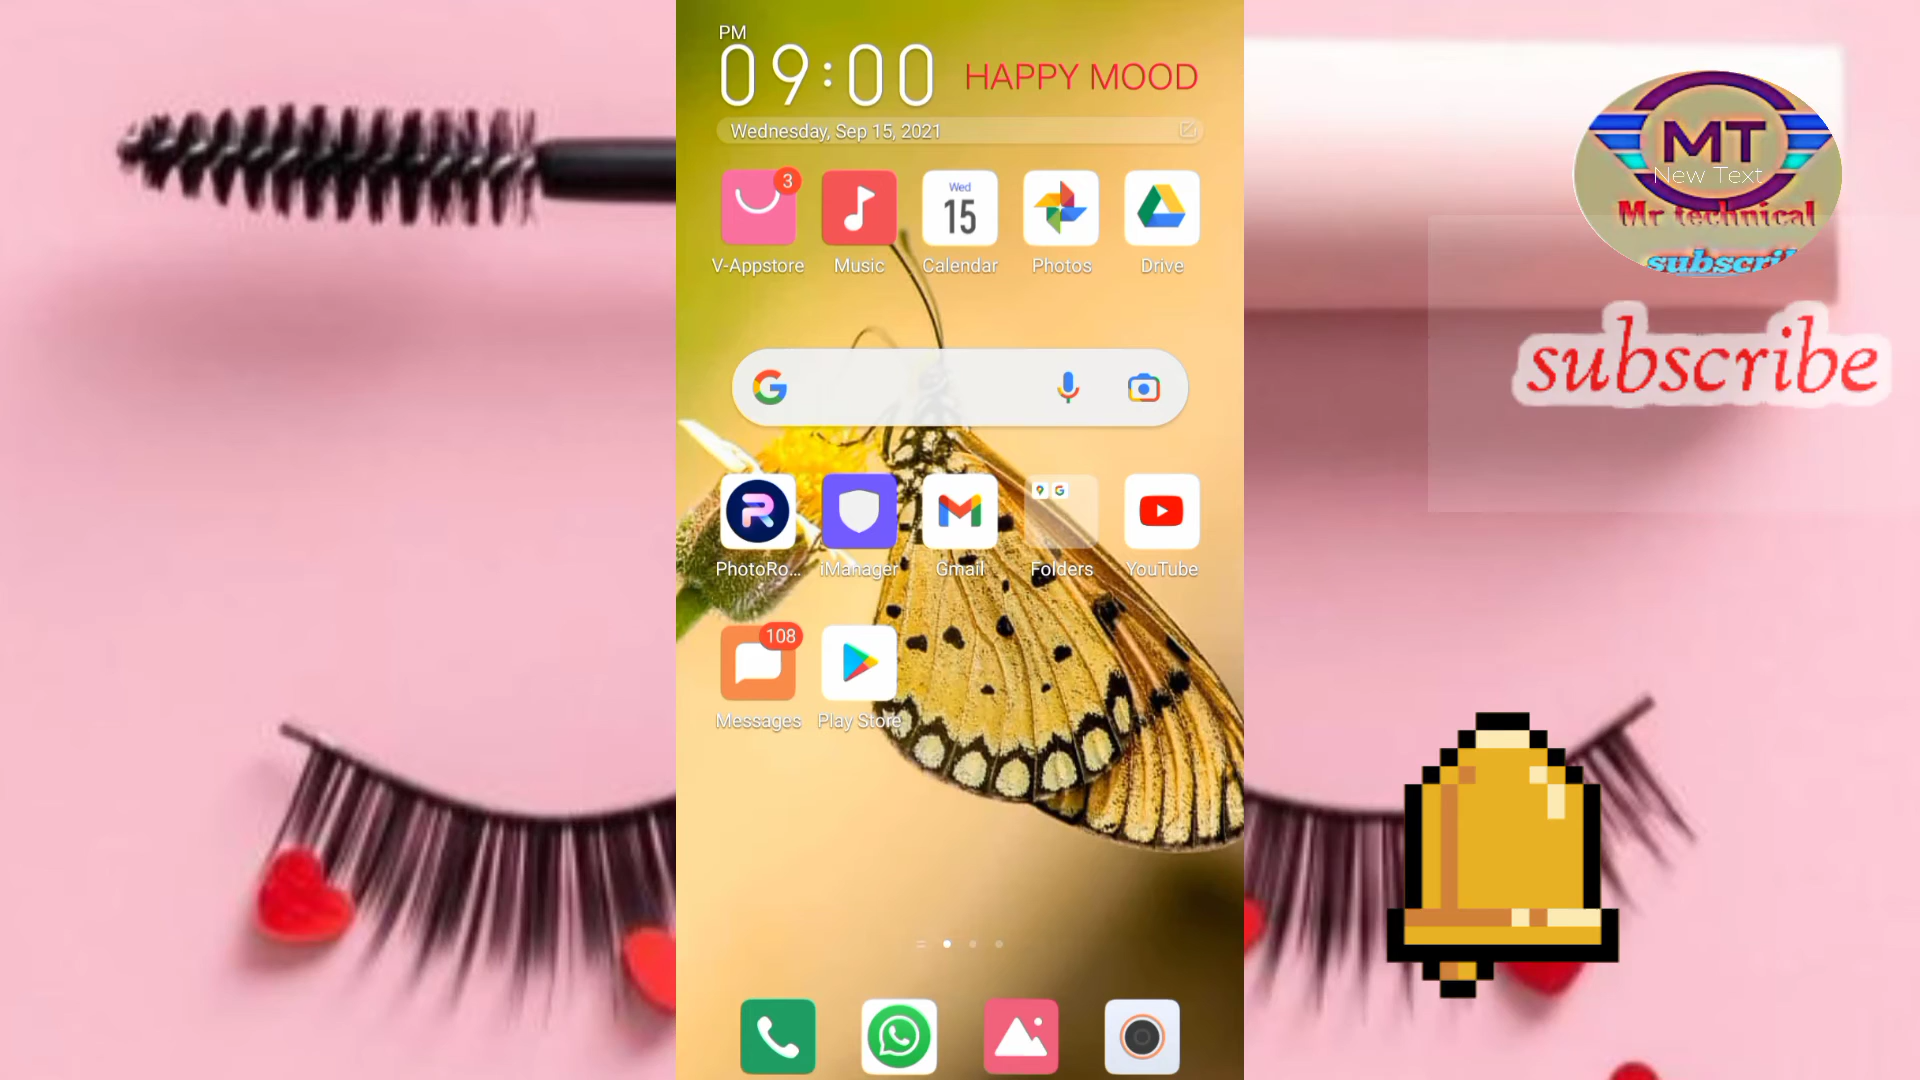 PM
09:00 HAPPY MOOD
Wednesday, Sep 15, 2021
3
Wed
15
V-Appstore Music Calendar Photos Drive
PhotoRo... iManager Gmail Folders YouTube
108
Messages Play Store
MT
New Text
Mr technical
subscri
subscribe